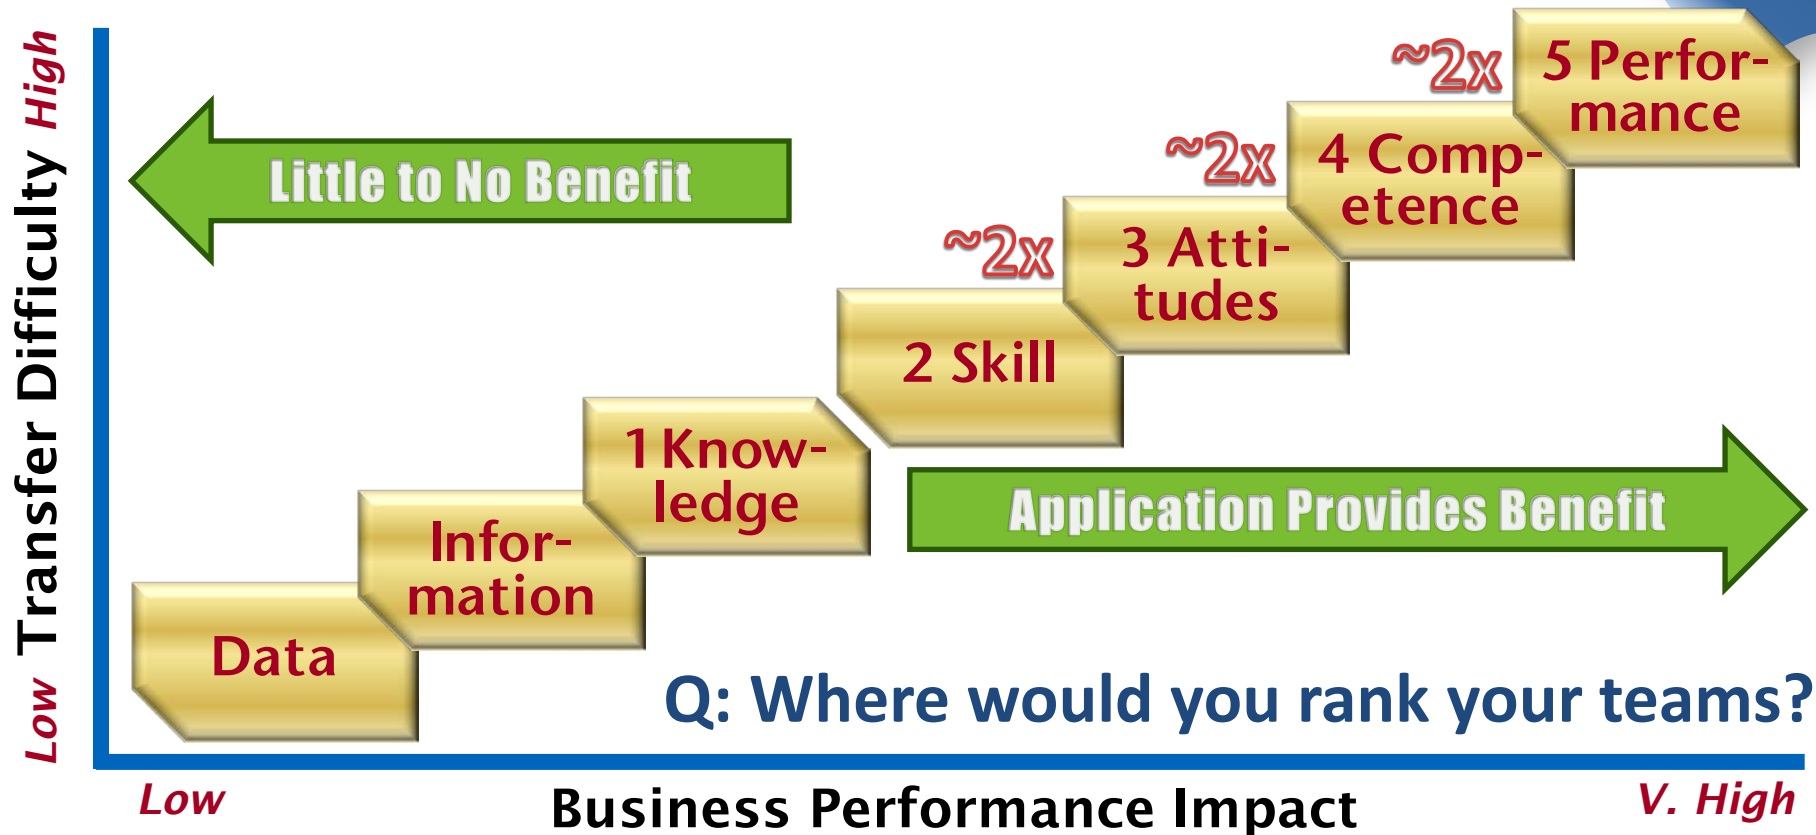 High
Transfer Difficulty
Low
~2x
5 Perfor-
mance
~2x
4 Comp-
etence
~2x
3 Atti-
tudes
Little to No Benefit
2 Skill
1 Know-
ledge
Application Provides Benefit
Infor-
mation
Data
Q: Where would you rank your teams?
Low
Business Performance Impact
V. High